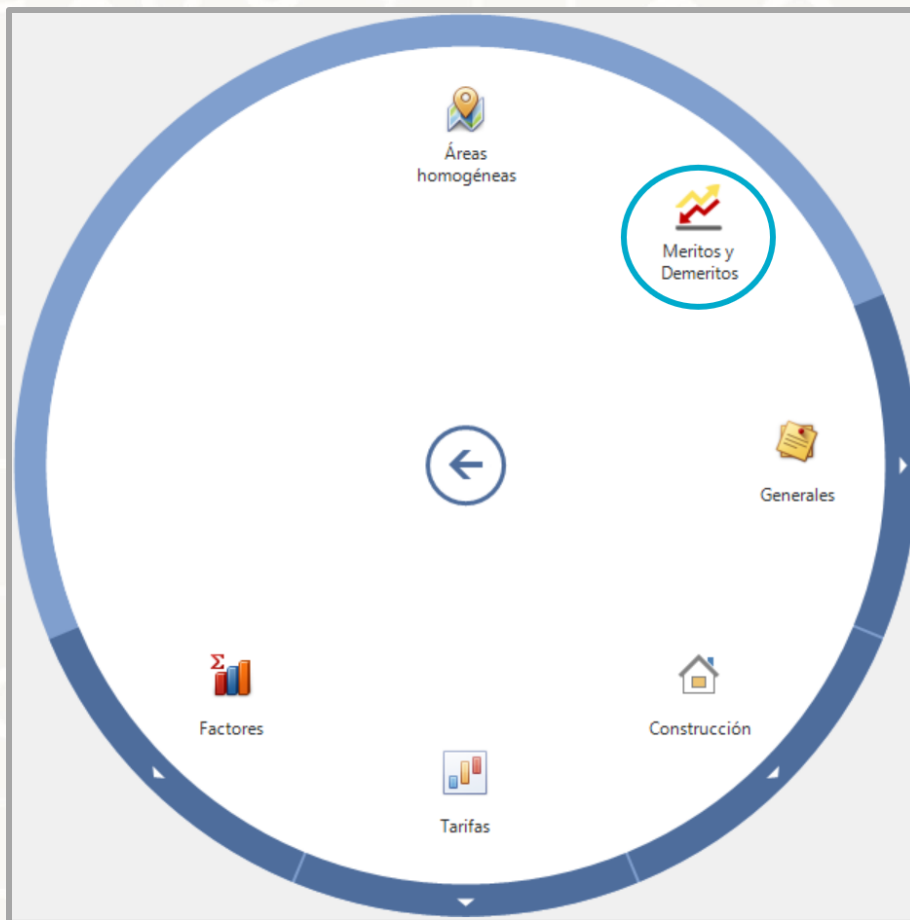 Áreas
homogéneas
Meritos y
Demeritos
Generales
Construcción
Factores
Tarifas